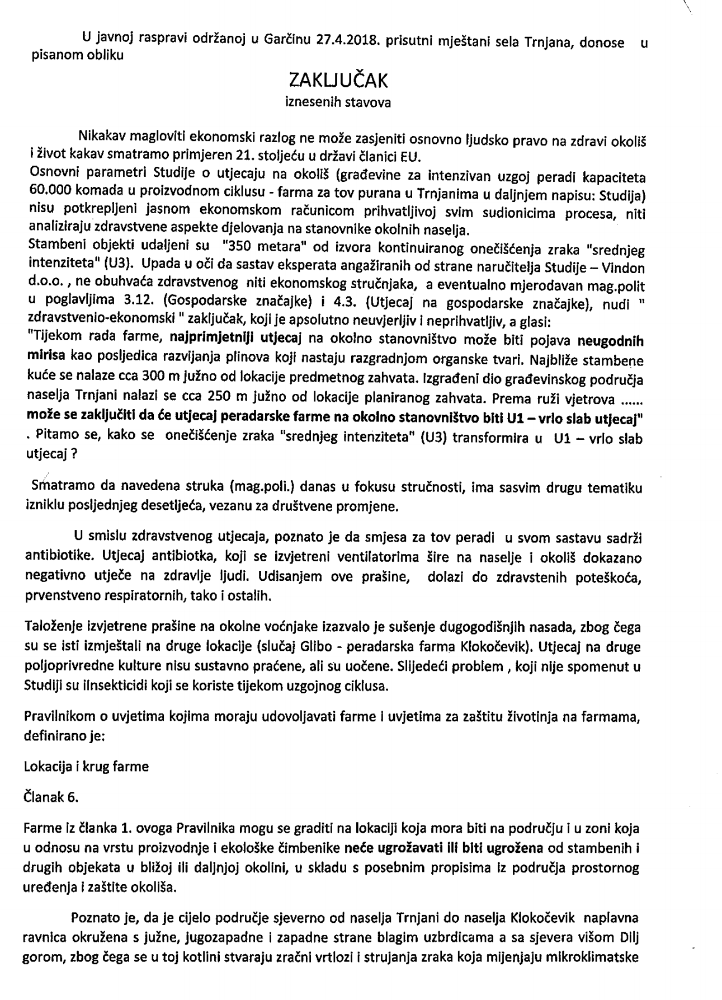 U javnoj raspravi održanoj u Garčinu 27.4.2018. prisutni mještani sela Trnjana, donose u
pisanom obliku
ZAKLJUČAK
iznesenih stavova
Nikakav magloviti ekonomski razlog ne može zasjeniti osnovno ljudsko pravo na zdravi okoliš
i život kakav smatramo primjeren 21. stoljeću u državi članici EU.
Osnovni parametri Studije o utjecaju na okoliš (građevine za intenzivan uzgoj peradi kapaciteta
60.000 komada u proizvodnom ciklusu - farma za tov purana u Trnjanima u daljnjem napisu: Studija)
nisu potkrepljeni jasnom ekonomskom računicom prihvatljivoj svim sudionicima procesa, niti
analiziraju zdravstvene aspekte djelovanja na stanovnike okolnih naselja.
Stambeni objekti udaljeni su "350 metara" od izvora kontinuiranog onečišćenja zraka "srednjeg
intenziteta" (U3). Upada u oči da sastav eksperata angažiranih od strane naručitelja Studije – Vindon
d.o.o. , ne obuhvaća zdravstvenog niti ekonomskog stručnjaka, a eventualno mjerodavan mag.polit
u poglavljima 3.12. (Gospodarske značajke) i 4.3. (Utjecaj na gospodarske značajke), nudi "
zdravstvenio-ekonomski " zaključak, koji je apsolutno neuvjerljiv i neprihvatljiv, a glasi:
"Tijekom rada farme, najprimjetniji utjecaj na okolno stanovništvo može biti pojava neugodnih
mirisa kao posljedica razvijanja plinova koji nastaju razgradnjom organske tvari. Najbliže stambene
kuće se nalaze cca 300 m južno od lokacije predmetnog zahvata. Izgrađeni dio građevinskog područja
naselja Trnjani nalazi se cca 250 m južno od lokacije planiranog zahvata. Prema ruži vjetrova ......
može se zaključiti da će utjecaj peradarske farme na okolno stanovništvo biti U1 – vrlo slab utjecaj"
. Pitamo se, kako se onečišćenje zraka "srednjeg intenziteta" (U3) transformira u U1 – vrlo slab
utjecaj ?
Smatramo da navedena struka (mag.poli.) danas u fokusu stručnosti, ima sasvim drugu tematiku
izniklu posljednjeg desetljeća, vezanu za društvene promjene.
U smislu zdravstvenog utjecaja, poznato je da smjesa za tov peradi u svom sastavu sadrži
antibiotike. Utjecaj antibiotka, koji se izvjetreni ventilatorima šire na naselje i okoliš dokazano
negativno utječe na zdravlje ljudi. Udisanjem ove prašine, dolazi do zdravstenih poteškoća,
prvenstveno respiratornih, tako i ostalih.
Taloženje izvjetrene prašine na okolne voćnjake izazvalo je sušenje dugogodišnjih nasada, zbog čega
su se isti izmještali na druge lokacije (slučaj Glibo - peradarska farma Klokočevik). Utjecaj na druge
poljoprivredne kulture nisu sustavno praćene, ali su uočene. Slijedeći problem , koji nije spomenut u
Studiji su iInsekticidi koji se koriste tijekom uzgojnog ciklusa.
Pravilnikom o uvjetima kojima moraju udovoljavati farme i uvjetima za zaštitu životinja na farmama,
definirano je:
Lokacija i krug farme
Članak 6.
Farme iz članka 1. ovoga Pravilnika mogu se graditi na lokaciji koja mora biti na području i u zoni koja
u odnosu na vrstu proizvodnje i ekološke čimbenike neće ugrožavati ili biti ugrožena od stambenih i
drugih objekata u bližoj ili daljnjoj okolini, u skladu s posebnim propisima iz područja prostornog
uređenja i zaštite okoliša.
Poznato je, da je cijelo područje sjeverno od naselja Trnjani do naselja Klokočevik naplavna
ravnica okružena s južne, jugozapadne i zapadne strane blagim uzbrdicama a sa sjevera višom Dilj
gorom, zbog čega se u toj kotlini stvaraju zračni vrtlozi i strujanja zraka koja mijenjaju mikroklimatske